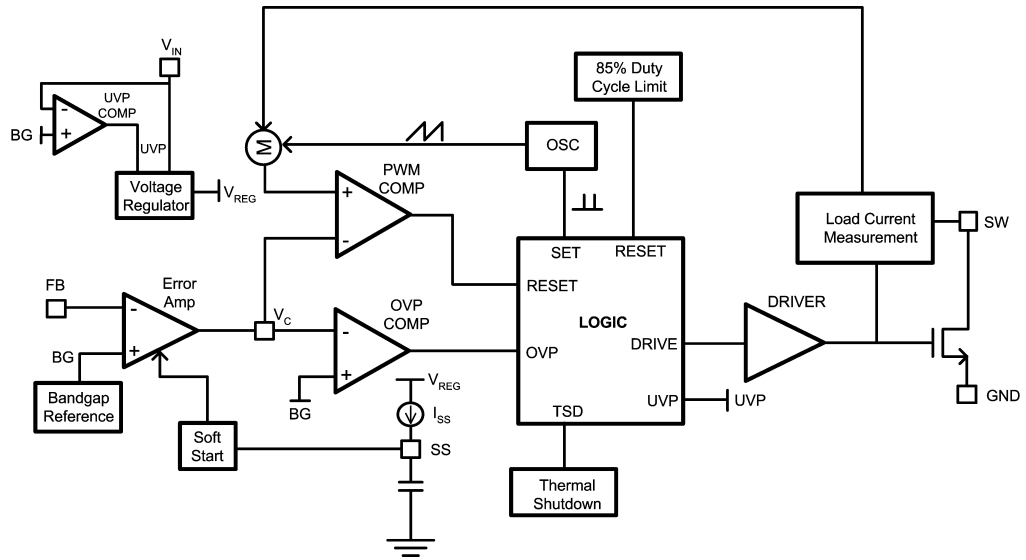 V_IN
UVP
COMP
-
+
BG
UVP
Voltage
Regulator
V_REG
85% Duty
Cycle Limit
OSC
M
PWM
COMP
+
-
Load Current
Measurement
SW
SET
RESET
RESET
LOGIC
DRIVE
OVP
UVP
TSD
UVP
DRIVER
GND
FB
Error
Amp
-
+
BG
Bandgap
Reference
V_C
OVP
COMP
-
+
BG
V_REG
I_SS
SS
Soft
Start
Thermal
Shutdown